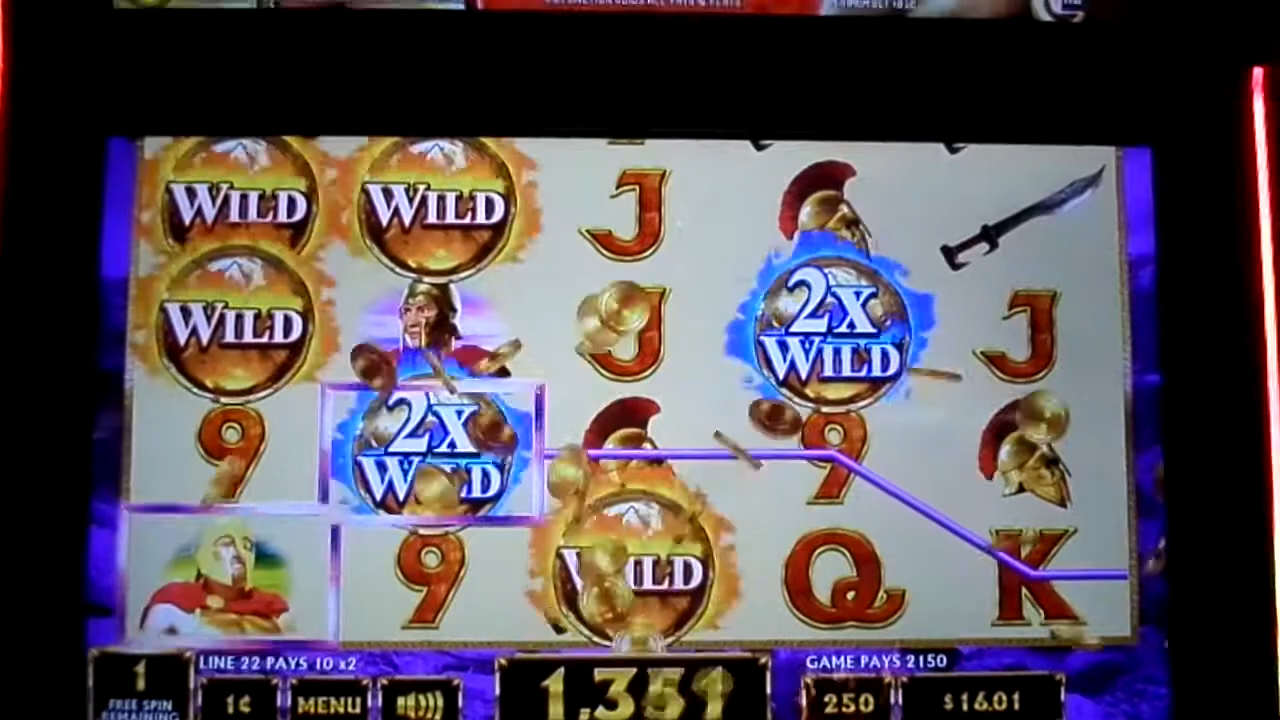 WILD WILD J
2X WILD
WILD J J
9 2X WILD 9
9 WILD Q K
1 LINE 22 PAYS 10 x2 GAME PAYS 2150
FREE SPIN REMAINING 1¢ MENU 250 $16.01